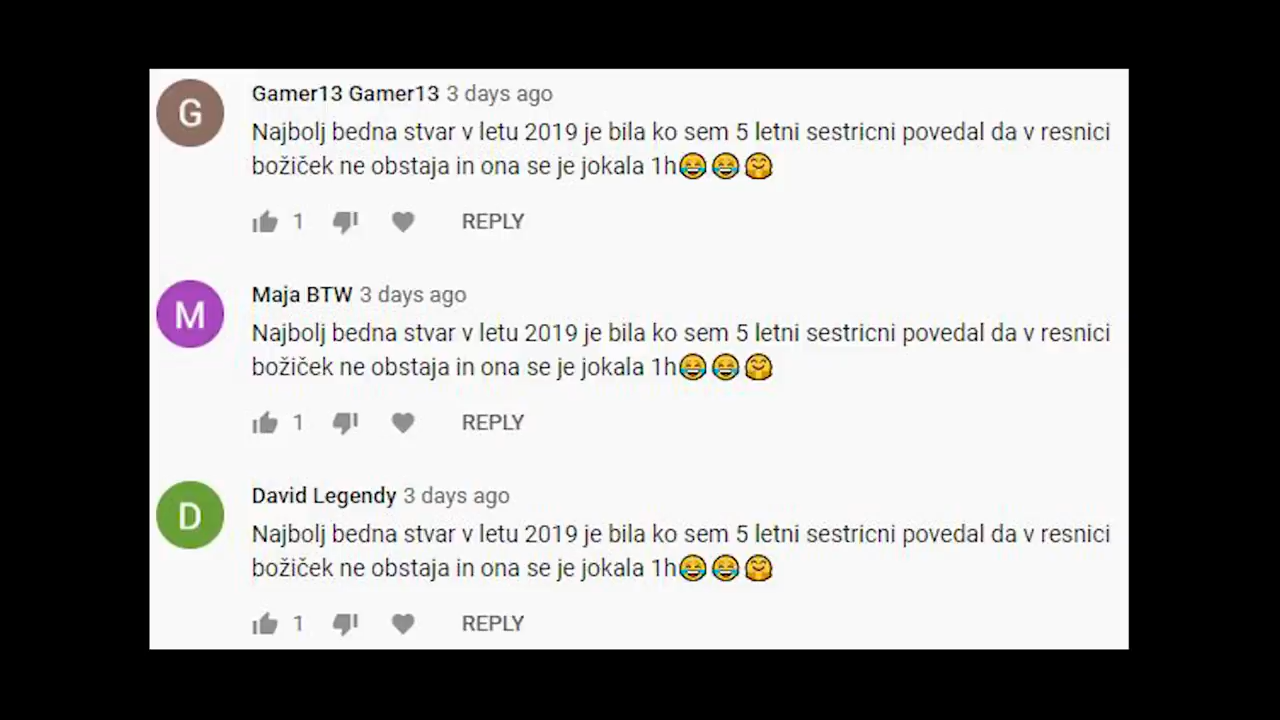 G
Gamer13 Gamer13 3 days ago
Najbolj bedna stvar v letu 2019 je bila ko sem 5 letni sestricni povedal da v resnici
božiček ne obstaja in ona se je jokala 1h😂😂🤗
1 REPLY
M
Maja BTW 3 days ago
Najbolj bedna stvar v letu 2019 je bila ko sem 5 letni sestricni povedal da v resnici
božiček ne obstaja in ona se je jokala 1h😂😂🤗
1 REPLY
D
David Legendy 3 days ago
Najbolj bedna stvar v letu 2019 je bila ko sem 5 letni sestricni povedal da v resnici
božiček ne obstaja in ona se je jokala 1h😂😂🤗
1 REPLY